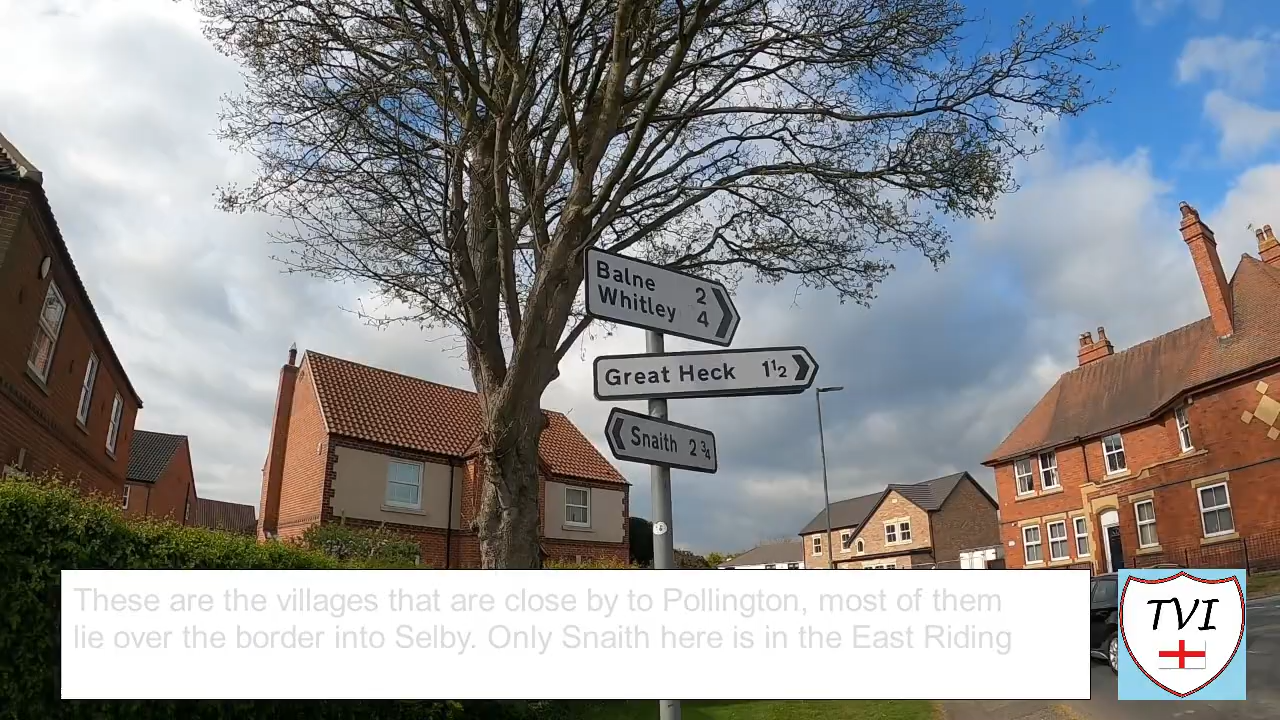 Balne 2
Whitley 4
Great Heck 1½
Snaith 2¾
These are the villages that are close by to Pollington, most of them
lie over the border into Selby. Only Snaith here is in the East Riding
TVI